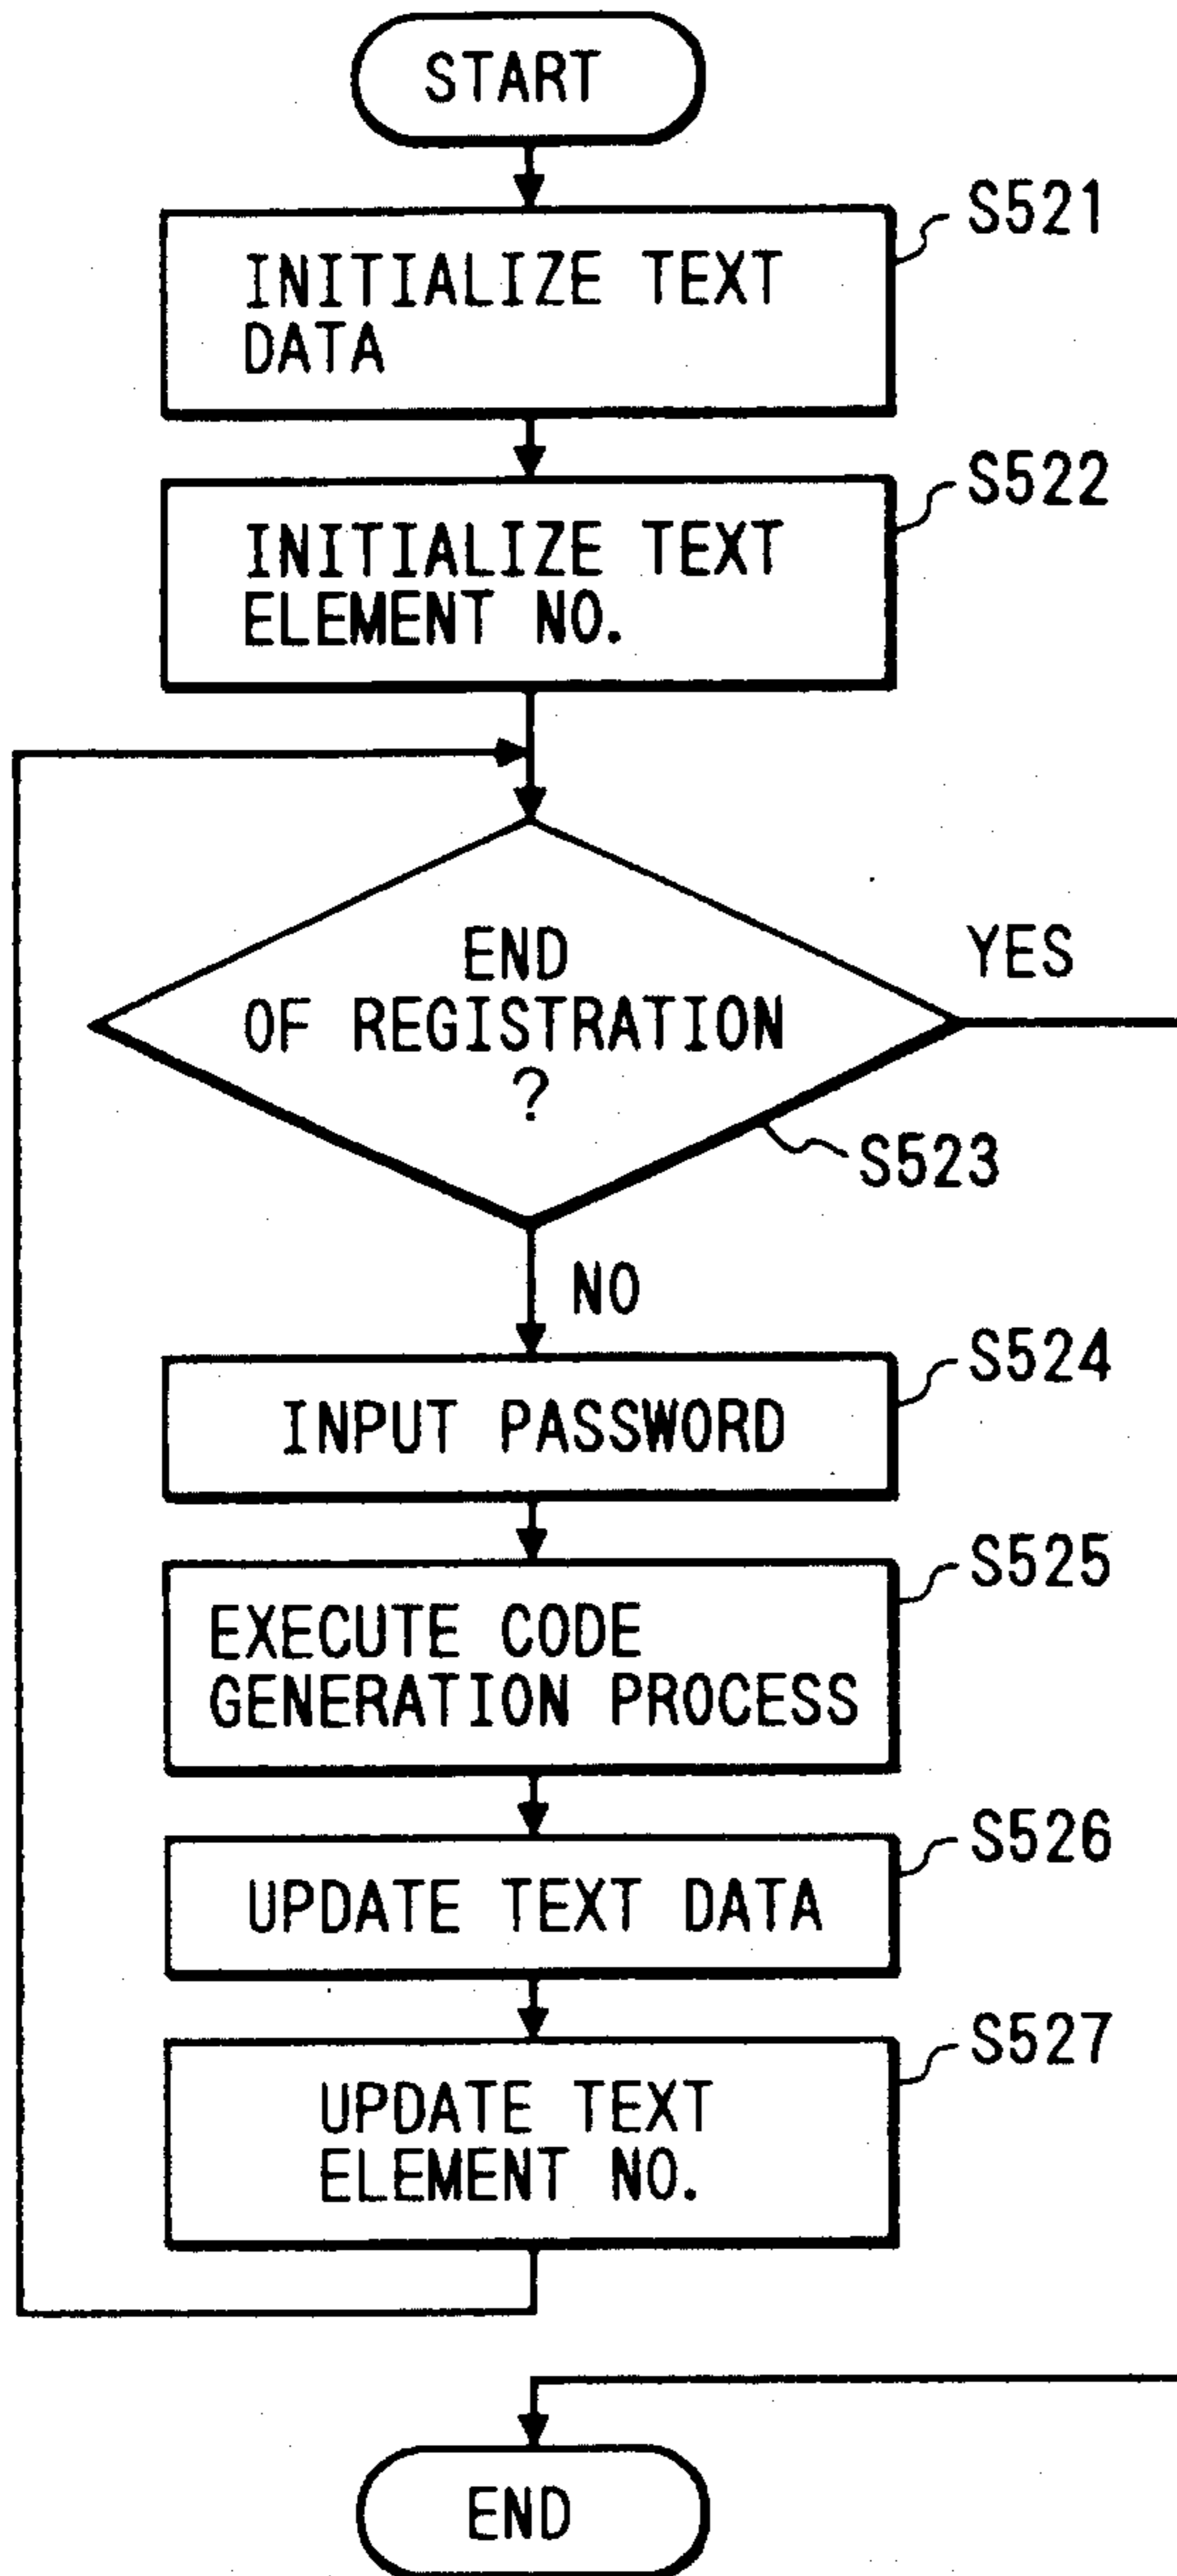 START
S521
INITIALIZE TEXT
DATA
S522
INITIALIZE TEXT
ELEMENT NO.
END
OF REGISTRATION
?
YES
S523
NO
S524
INPUT PASSWORD
S525
EXECUTE CODE
GENERATION PROCESS
S526
UPDATE TEXT DATA
S527
UPDATE TEXT
ELEMENT NO.
END